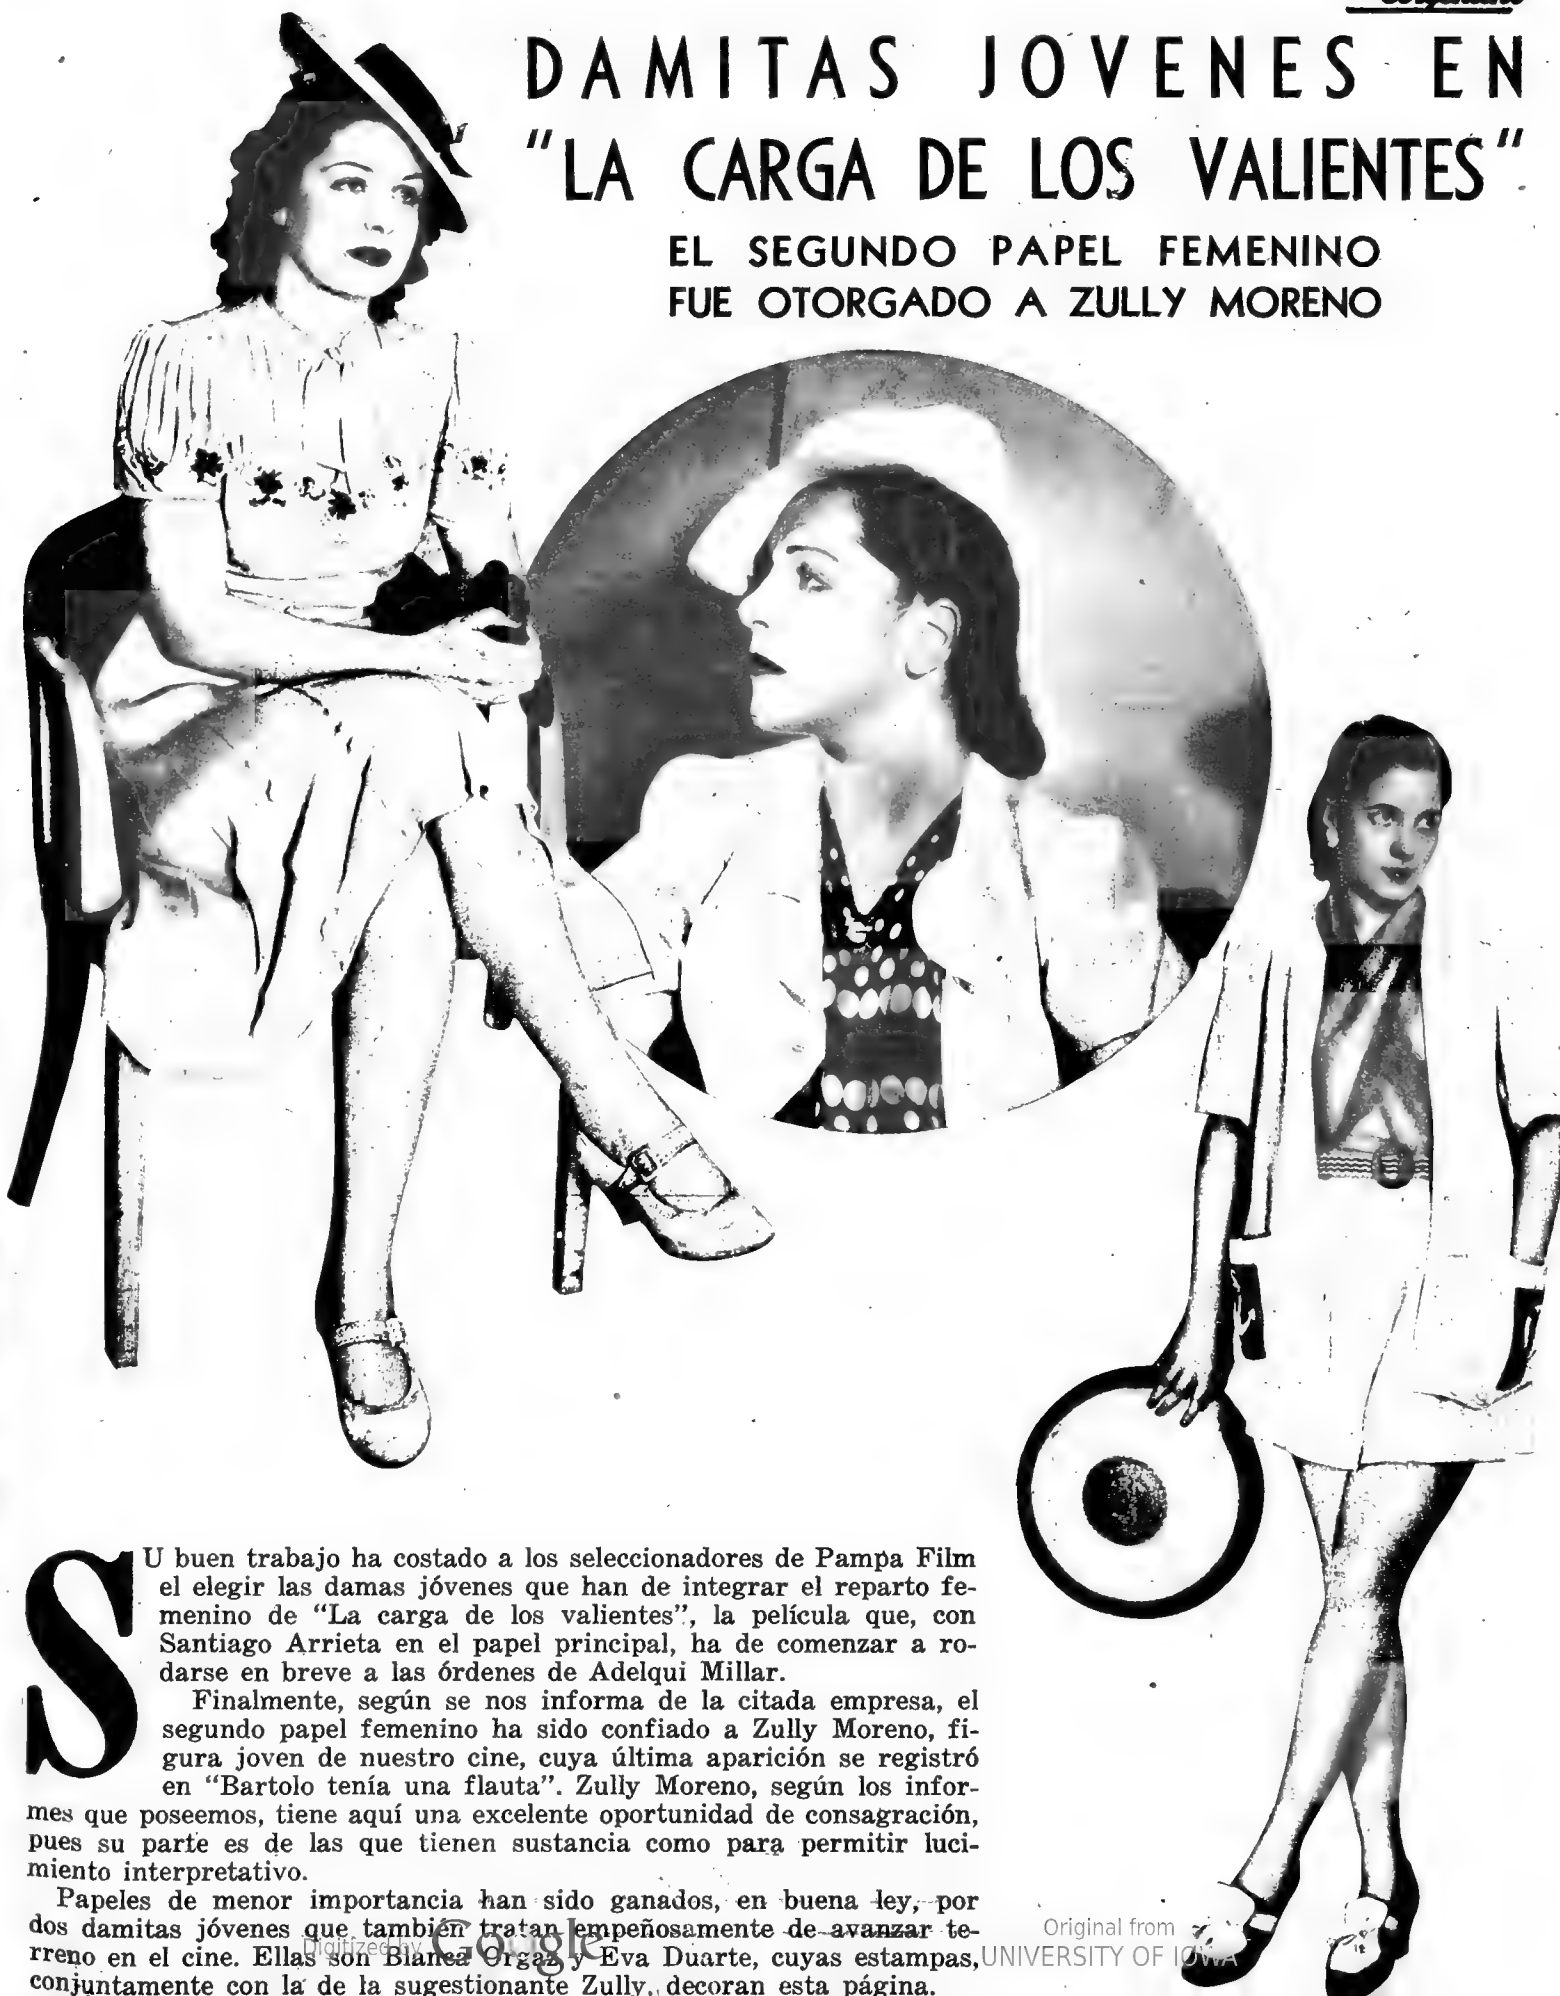 DAMITAS JOVENES EN
"LA CARGA DE LOS VALIENTES"
EL SEGUNDO PAPEL FEMENINO
FUE OTORGADO A ZULLY MORENO
SU buen trabajo ha costado a los seleccionadores de Pampa Film
el elegir las damas jóvenes que han de integrar el reparto fe-
menino de "La carga de los valientes", la película que, con
Santiago Arrieta en el papel principal, ha de comenzar a ro-
darse en breve a las órdenes de Adelqui Millar.
Finalmente, según se nos informa de la citada empresa, el
segundo papel femenino ha sido confiado a Zully Moreno, fi-
gura joven de nuestro cine, cuya última aparición se registró
en "Bartolo tenía una flauta". Zully Moreno, según los infor-
mes que poseemos, tiene aquí una excelente oportunidad de consagración,
pues su parte es de las que tienen sustancia como para permitir luci-
miento interpretativo.
Papeles de menor importancia han sido ganados, en buena ley, por
dos damitas jóvenes que también tratan empeñosamente de avanzar te-
rreno en el cine. Ellas son Blanca Orgaz y Eva Duarte, cuyas estampas,
conjuntamente con la de la sugestionante Zully, decoran esta página.
Digitized by Google
Original from
UNIVERSITY OF IOWA